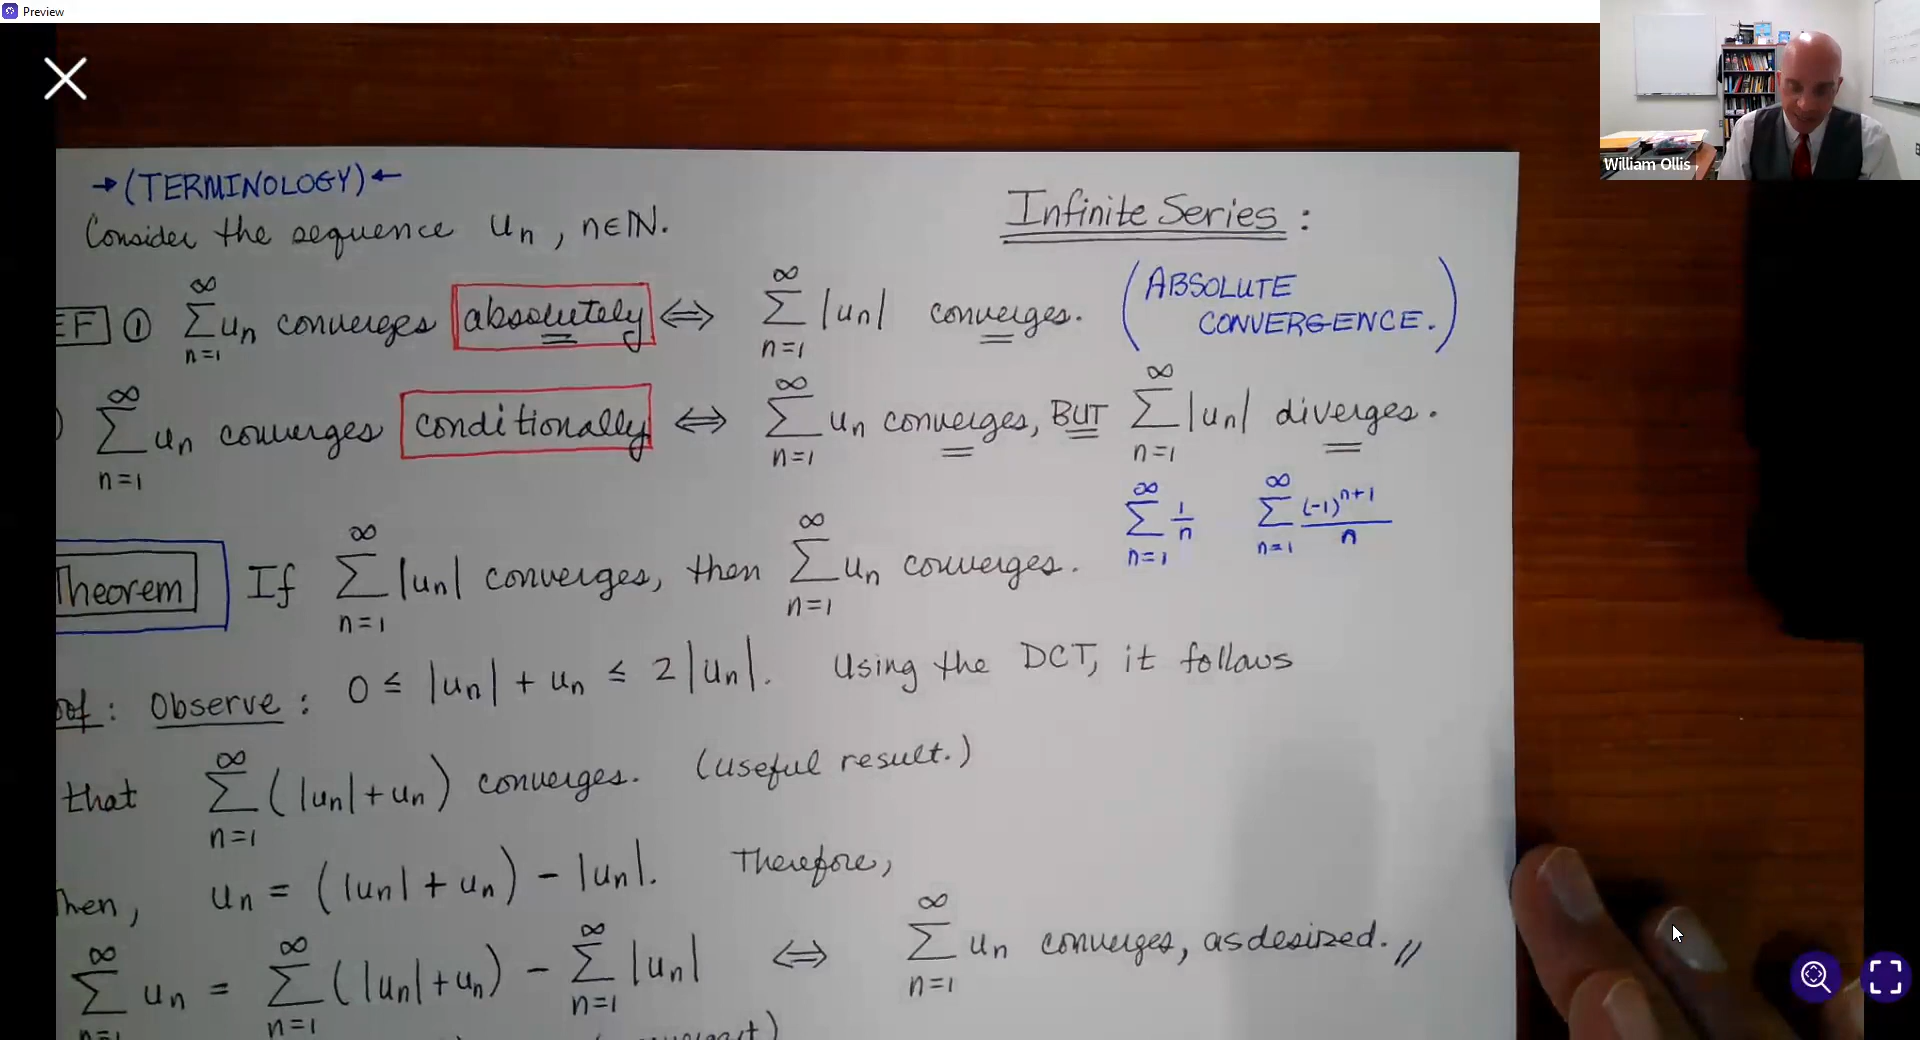 Preview
William Ollis
→ (TERMINOLOGY) ←
Consider the sequence uₙ , n∈ℕ.
Infinite Series :
EF ① ∞ Σ n=1 uₙ converges absolutely ⟺ ∞ Σ n=1 |uₙ| converges. (ABSOLUTE CONVERGENCE.)
) ∞ Σ n=1 uₙ converges conditionally ⟺ ∞ Σ n=1 uₙ converges, BUT ∞ Σ n=1 |uₙ| diverges.
∞ Σ n=1 1/n ∞ Σ n=1 (-1)ⁿ⁺¹/n
Theorem If ∞ Σ n=1 |uₙ| converges, then ∞ Σ n=1 uₙ converges.
oof : Observe : 0 ≤ |uₙ| + uₙ ≤ 2|uₙ|. Using the DCT, it follows
that ∞ Σ n=1 (|uₙ|+uₙ) converges. (useful result.)
Then, uₙ = (|uₙ| + uₙ) - |uₙ|. Therefore,
∞ Σ n=1 uₙ = ∞ Σ n=1 (|uₙ|+uₙ) - ∞ Σ n=1 |uₙ| ⟺ ∞ Σ n=1 uₙ converges, as desired. //